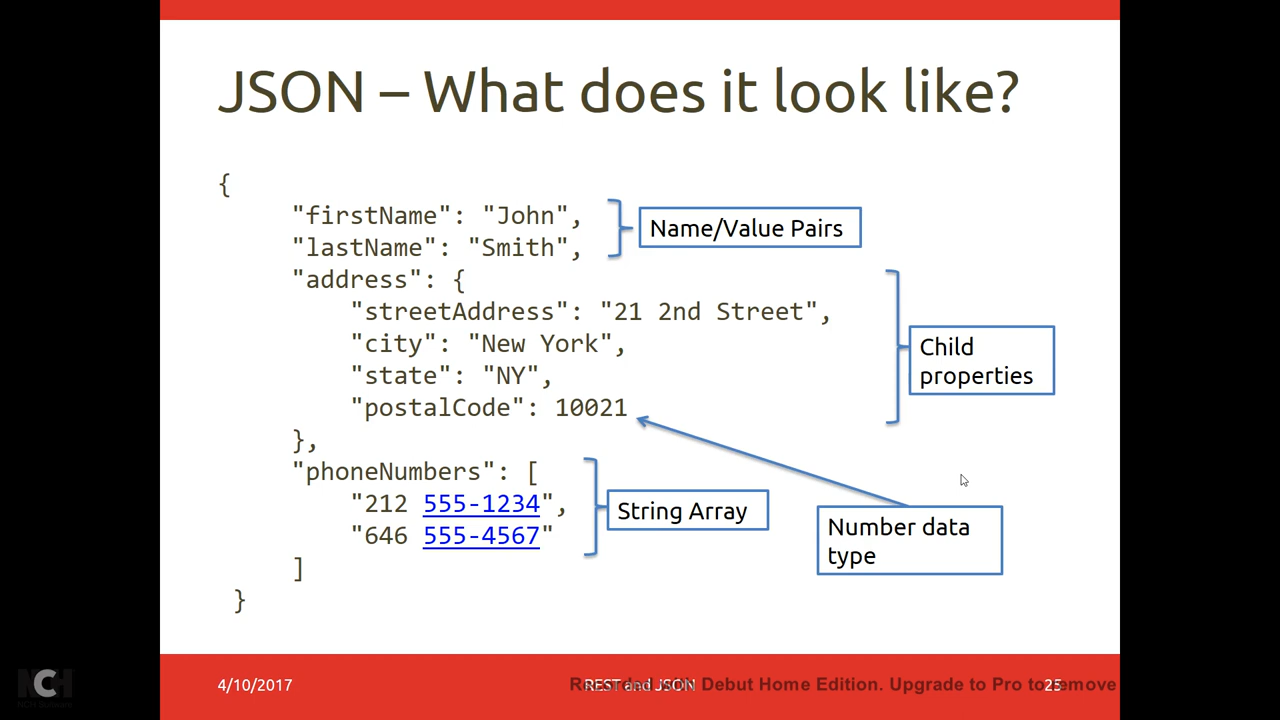 JSON – What does it look like?
{
"firstName": "John",
"lastName": "Smith",
Name/Value Pairs
"address": {
"streetAddress": "21 2nd Street",
"city": "New York",
"state": "NY",
"postalCode": 10021
},
Child
properties
"phoneNumbers": [
"212 555-1234",
"646 555-4567"
]
}
String Array
Number data
type
NCH
NCH Software
4/10/2017
REST and JSON
25
Debut Home Edition. Upgrade to Pro to remove